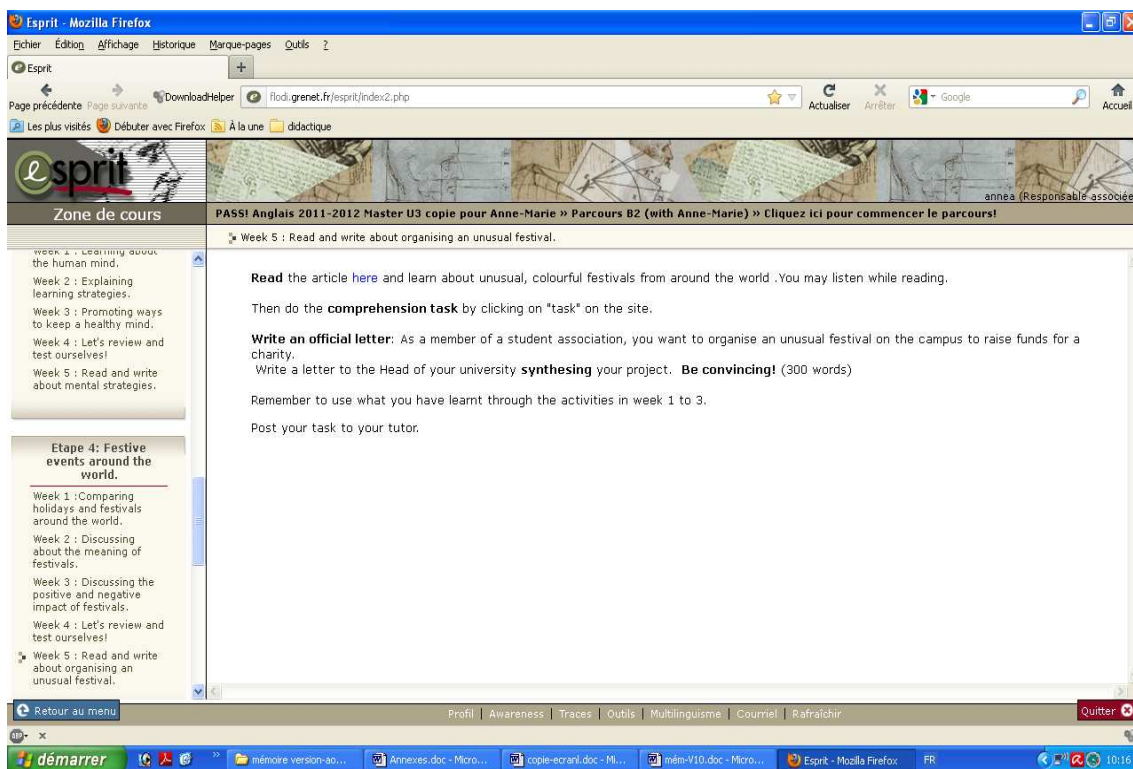 Esprit - Mozilla Firefox
Fichier Édition Affichage Historique Marque-pages Outils ?
Esprit
Page précédente Page suivante DownloadHelper flodi.grenet.fr/esprit/index2.php Actualiser Arrêter Google Accueil
Les plus visités Débuter avec Firefox À la une didactique
esprit
annea (Responsable associée
Zone de cours
PASS! Anglais 2011-2012 Master U3 copie pour Anne-Marie » Parcours B2 (with Anne-Marie) » Cliquez ici pour commencer le parcours!
Week 5 : Read and write about organising an unusual festival.
Week 1 : Learning about
the human mind.
Week 2 : Explaining
learning strategies.
Week 3 : Promoting ways
to keep a healthy mind.
Week 4 : Let's review and
test ourselves!
Week 5 : Read and write
about mental strategies.
Etape 4: Festive
events around the
world.
Week 1 :Comparing
holidays and festivals
around the world.
Week 2 : Discussing
about the meaning of
festivals.
Week 3 : Discussing the
positive and negative
impact of festivals.
Week 4 : Let's review and
test ourselves!
Week 5 : Read and write
about organising an
unusual festival.
Read the article here and learn about unusual, colourful festivals from around the world .You may listen while reading.
Then do the comprehension task by clicking on "task" on the site.
Write an official letter: As a member of a student association, you want to organise an unusual festival on the campus to raise funds for a
charity.
Write a letter to the Head of your university synthesing your project. Be convincing! (300 words)
Remember to use what you have learnt through the activities in week 1 to 3.
Post your task to your tutor.
Retour au menu
Profil | Awareness | Traces | Outils | Multilinguisme | Courriel | Rafraîchir
Quitter
ABP
démarrer mémoire version-ao... Annexes.doc - Micro... copie-ecran1.doc - Mi... mém-V10.doc - Micro... Esprit - Mozilla Firefox FR 10:16